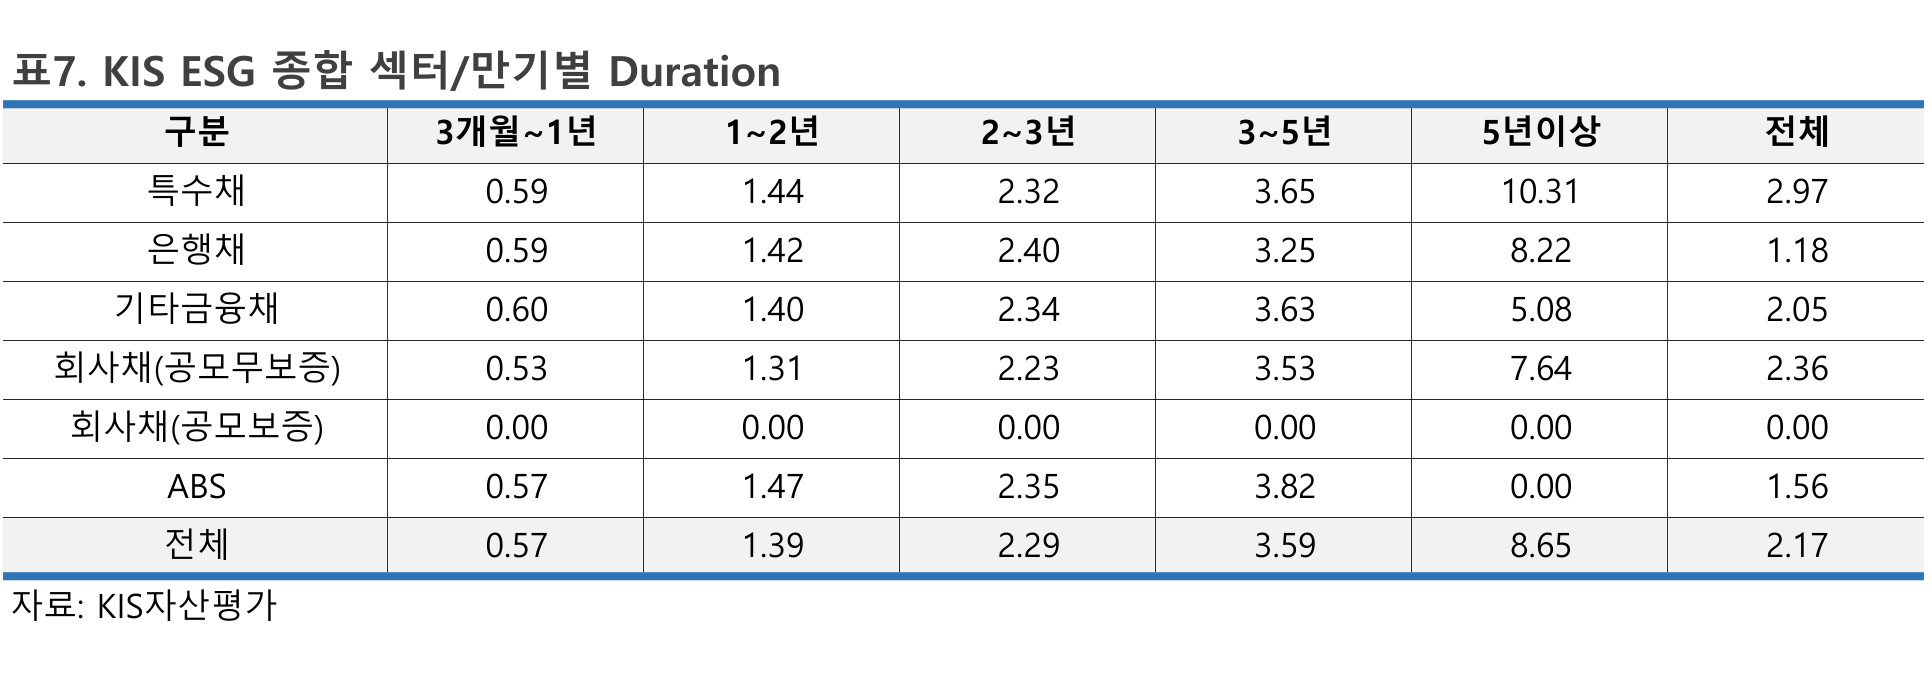 표7. KIS ESG 종합 섹터/만기별 Duration
구분 3개월~1년 1~2년 2~3년 3~5년 5년이상 전체
특수채 0.59 1.44 2.32 3.65 10.31 2.97
은행채 0.59 1.42 2.40 3.25 8.22 1.18
기타금융채 0.60 1.40 2.34 3.63 5.08 2.05
회사채(공모무보증) 0.53 1.31 2.23 3.53 7.64 2.36
회사채(공모보증) 0.00 0.00 0.00 0.00 0.00 0.00
ABS 0.57 1.47 2.35 3.82 0.00 1.56
전체 0.57 1.39 2.29 3.59 8.65 2.17
자료: KIS자산평가